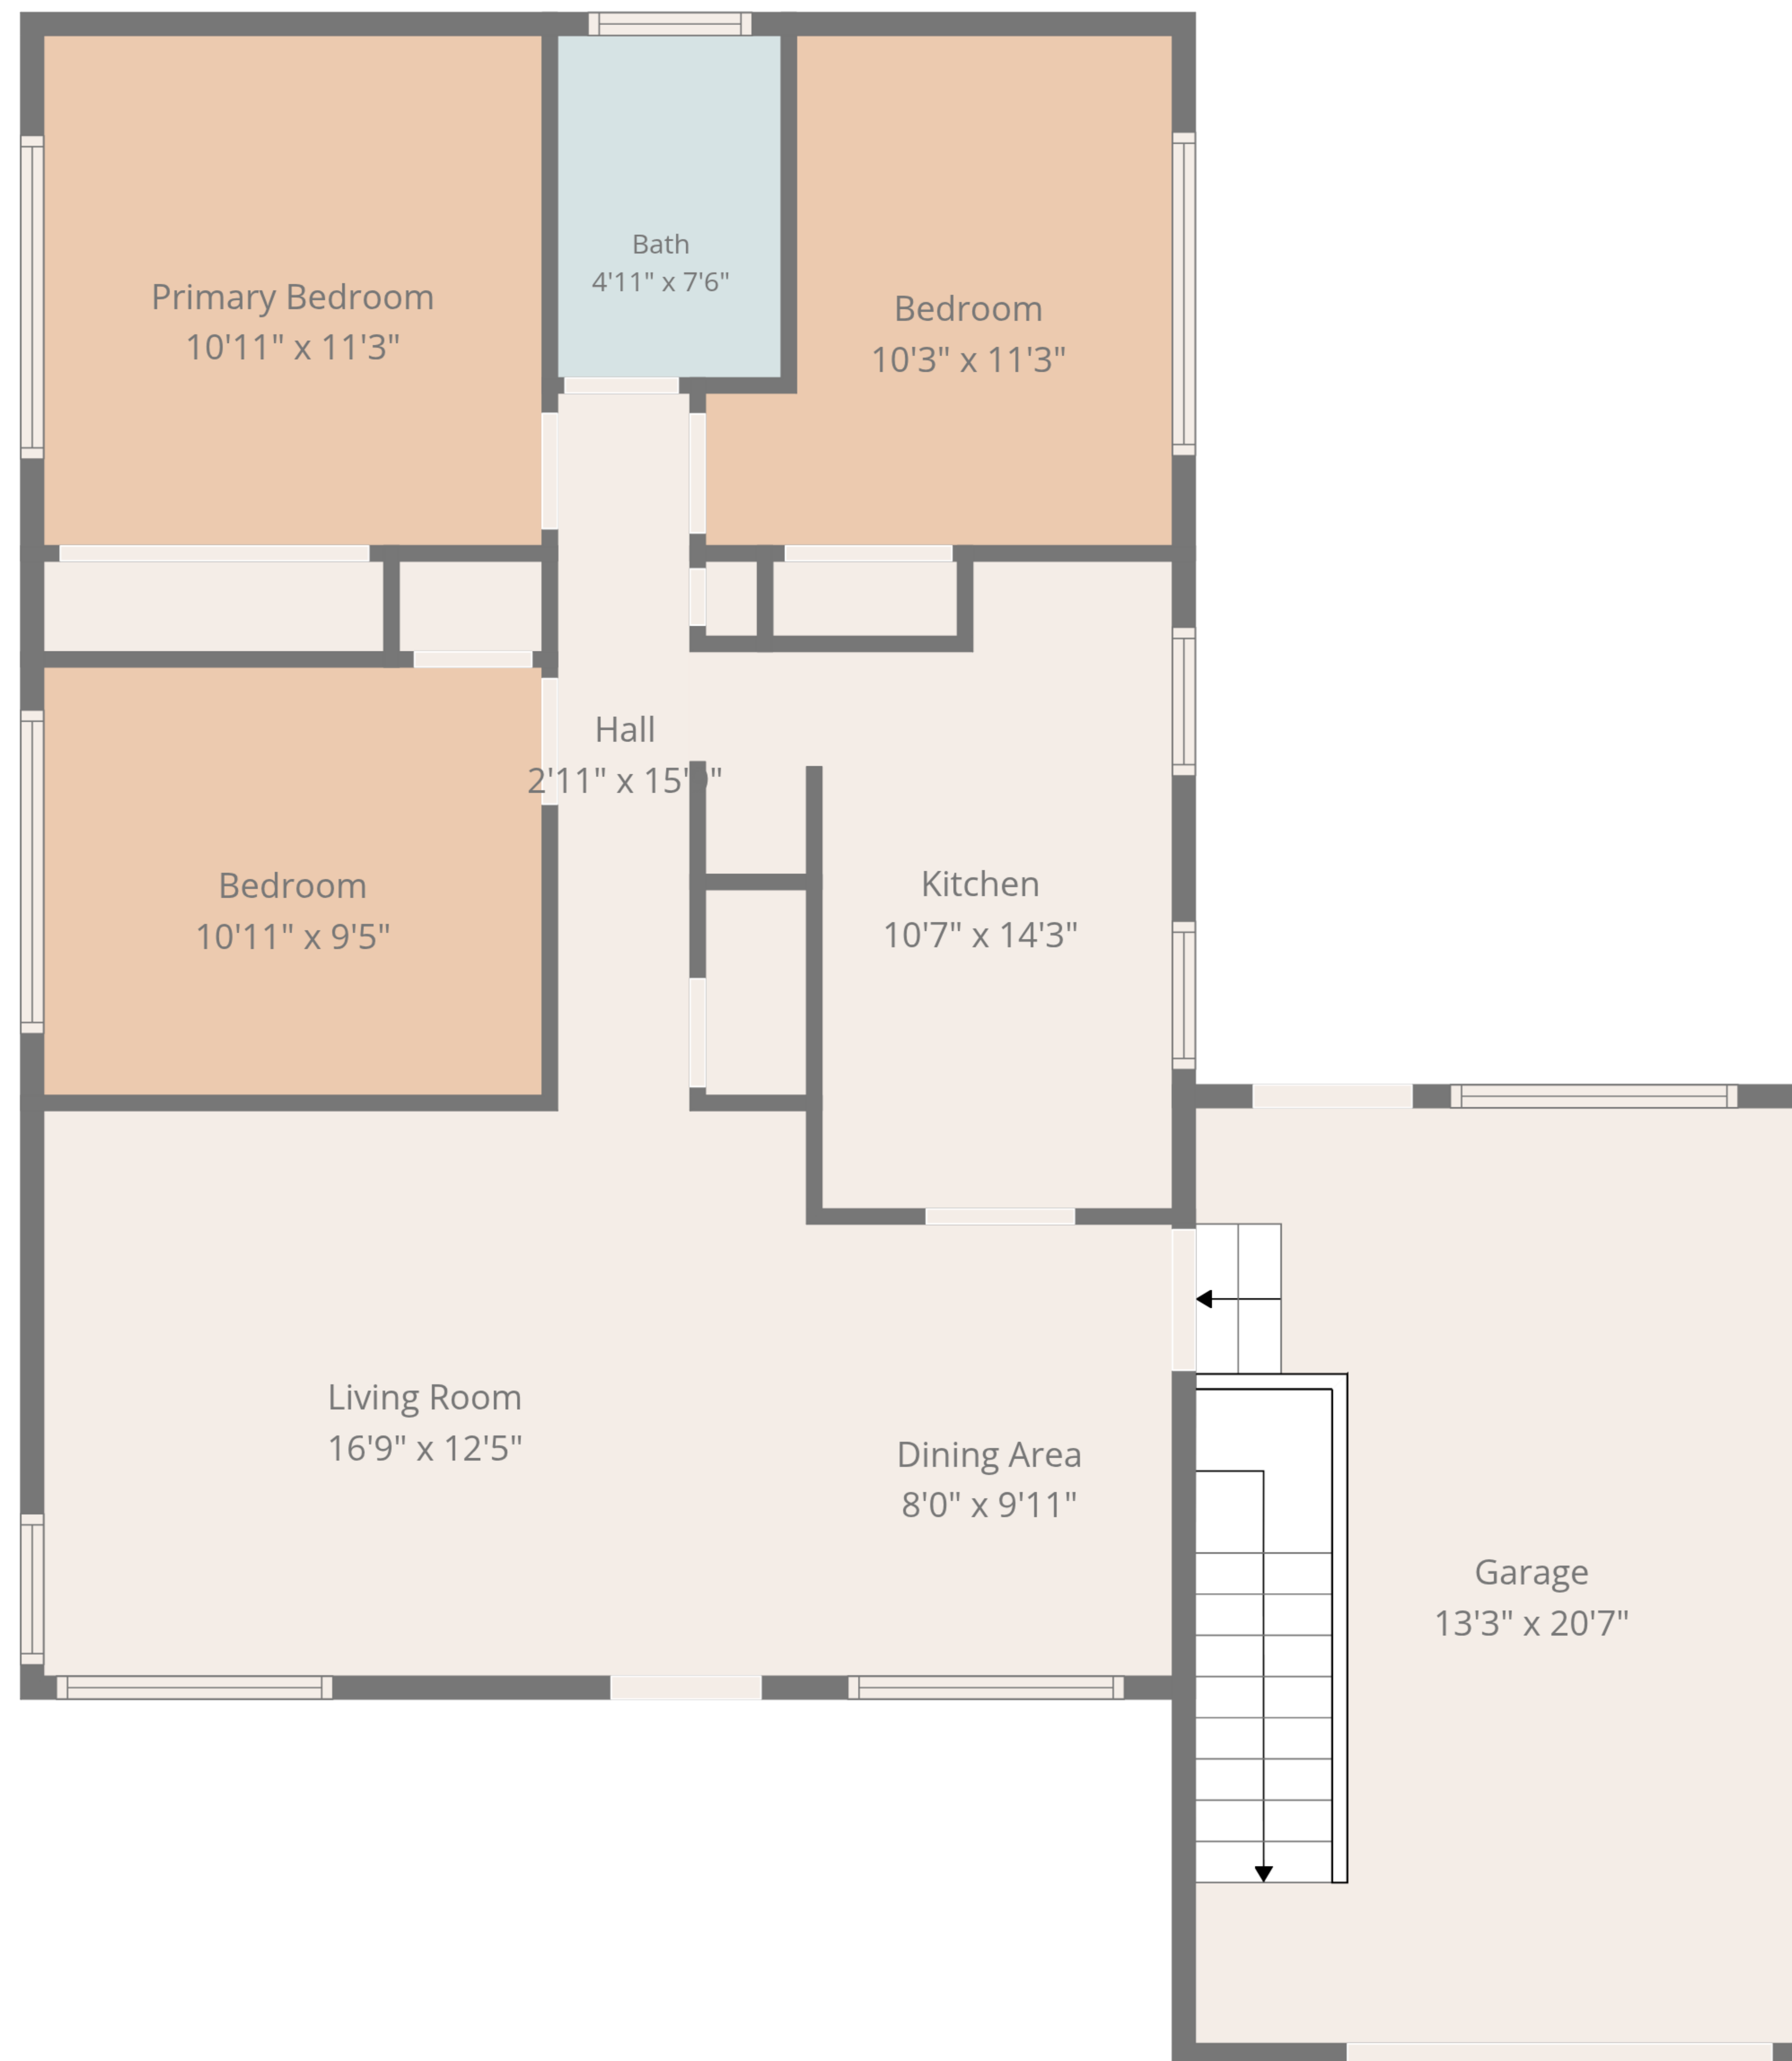 Primary Bedroom
10'11" x 11'3"
Bath
4'11" x 7'6"
Bedroom
10'3" x 11'3"
Hall
2'11" x
Bedroom
10'11" x 9'5"
Kitchen
10'7" x 14'3"
Living Room
16'9" x 12'5"
Dining Area
8'0" x 9'11"
Garage
13'3" x 20'7"